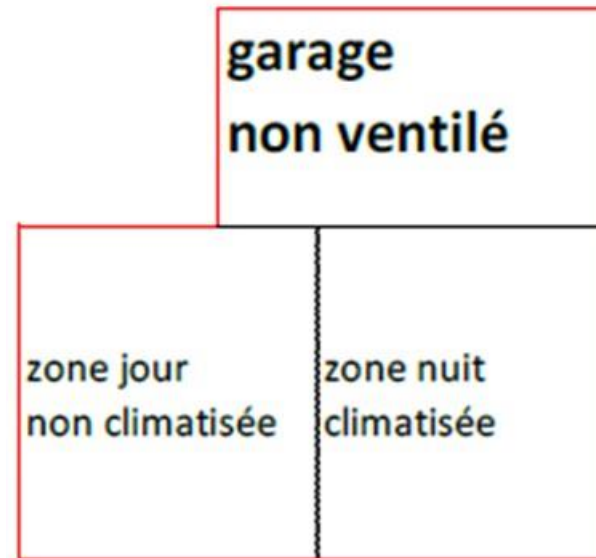 garage
non ventilé
zone jour
non climatisée
zone nuit
climatisée